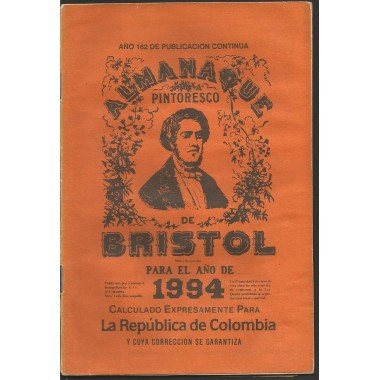 AÑO 162 DE PUBLICACION CONTINUA
ALMANAQUE
PINTORESCO
DE
BRISTOL
PARA EL AÑO DE
1994
CALCULADO EXPRESAMENTE PARA
La República de Colombia
Y CUYA CORRECCION SE GARANTIZA